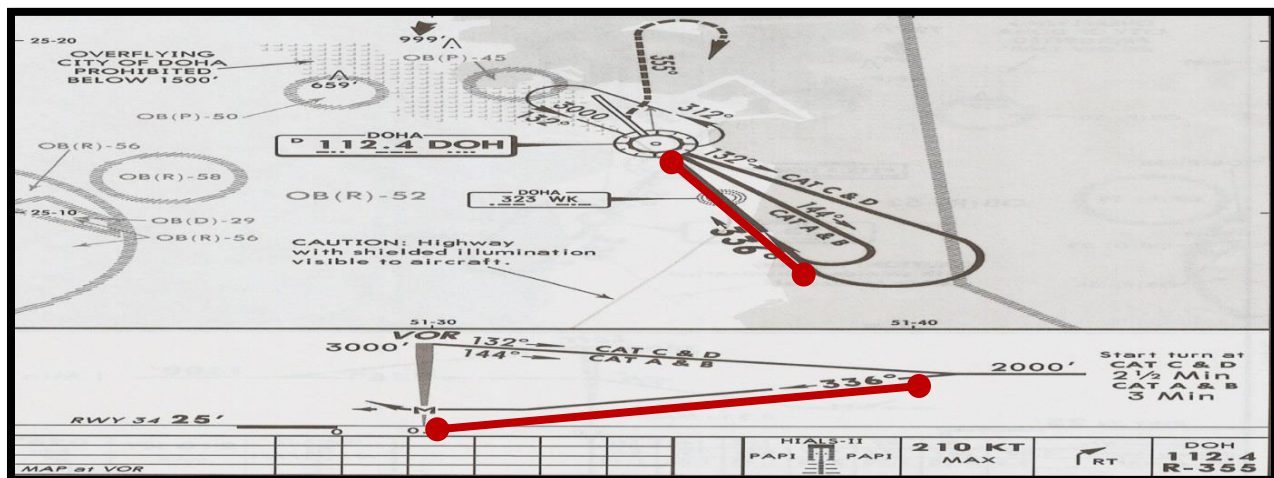 25-20
OVERFLYING
CITY OF DOHA
PROHIBITED
BELOW 1500'
999'
OB(P)-45
659'
OB(P)-50
355°
3000
132°
312°
DOHA
D 112.4 DOH
132°
CAT C & D
OB(R)-56
OB(R)-58
OB(R)-52
DOHA
323 WK
144°
CAT A & B
25-10
OB(D)-29
OB(R)-56
336°
CAUTION: Highway
with shielded illumination
visible to aircraft.
51-30
51-40
VOR
3000'
132°
CAT C & D
144°
CAT A & B
2000'
336°
Start turn at
CAT C & D
2 ½ Min
CAT A & B
3 Min
M
RWY 34 25'
0
MAP at VOR
HIALS-II
PAPI PAPI
210 KT
MAX
RT
DOH
112.4
R-355